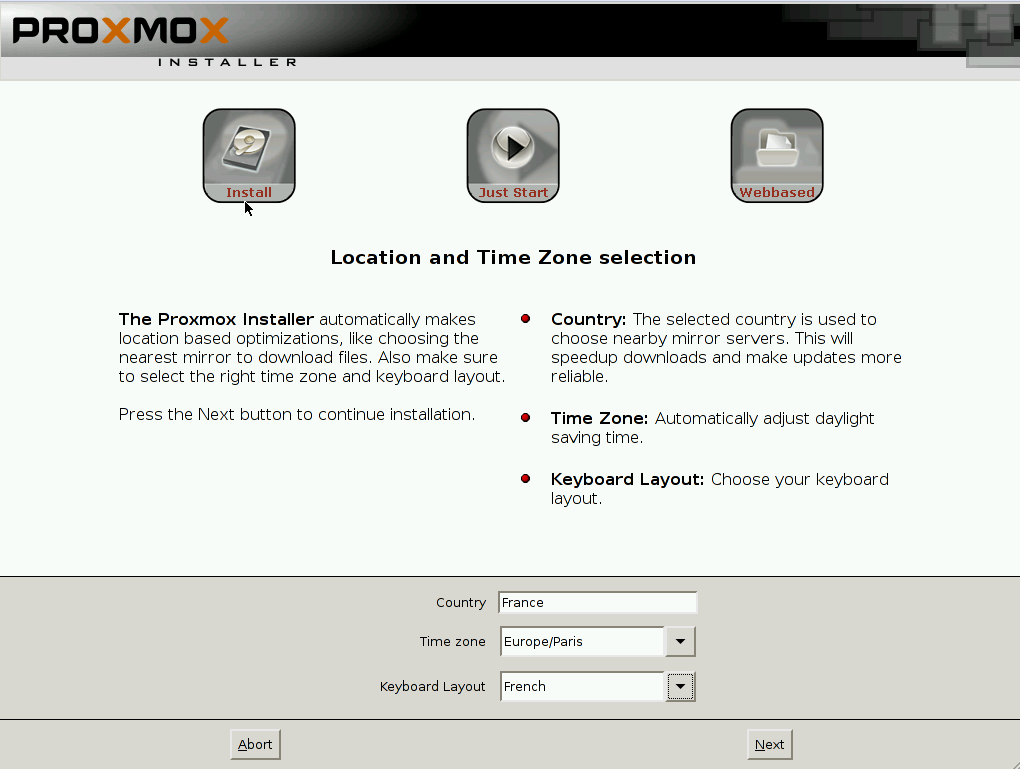 PROXMOX
INSTALLER
Install
Just Start
Webbased
Location and Time Zone selection
The Proxmox Installer automatically makes
location based optimizations, like choosing the
nearest mirror to download files. Also make sure
to select the right time zone and keyboard layout.
Press the Next button to continue installation.
Country: The selected country is used to
choose nearby mirror servers. This will
speedup downloads and make updates more
reliable.
Time Zone: Automatically adjust daylight
saving time.
Keyboard Layout: Choose your keyboard
layout.
Country France
Time zone Europe/Paris
Keyboard Layout French
Abort Next